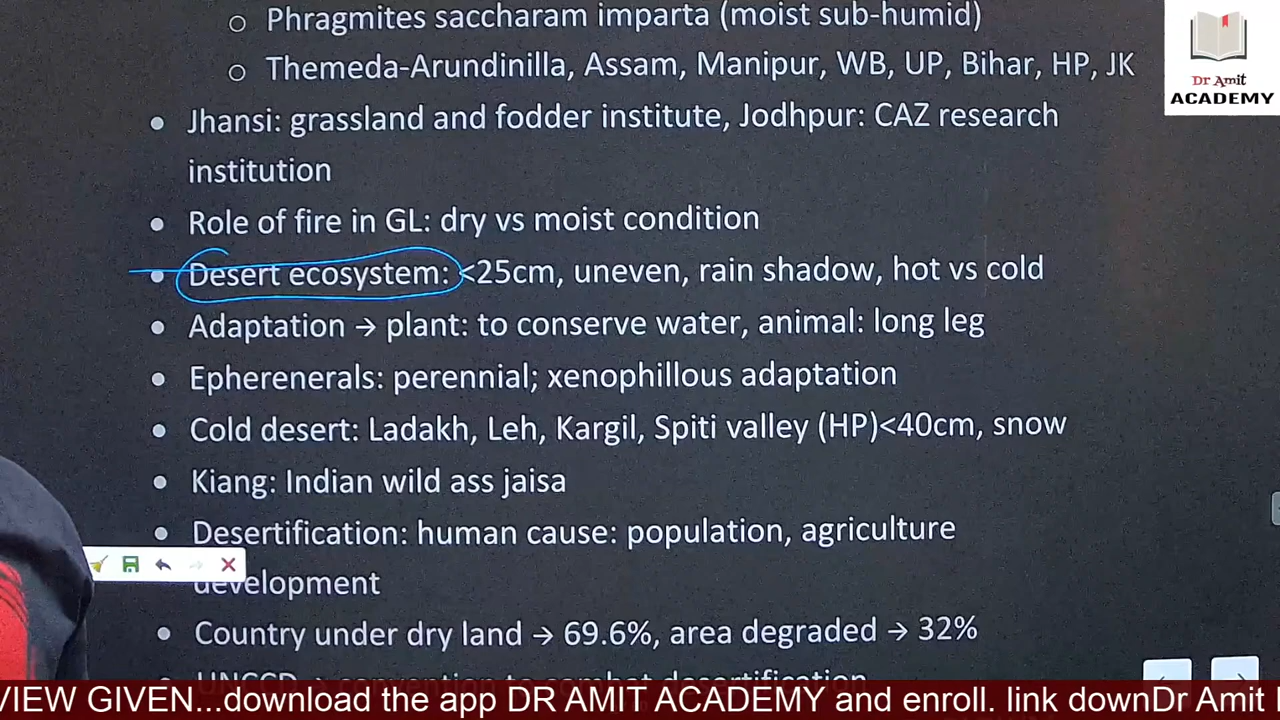 ○ Phragmites saccharam imparta (moist sub-humid)
○ Themeda-Arundinilla, Assam, Manipur, WB, UP, Bihar, HP, JK
Dr Amit
ACADEMY
• Jhansi: grassland and fodder institute, Jodhpur: CAZ research
institution
• Role of fire in GL: dry vs moist condition
• Desert ecosystem: <25cm, uneven, rain shadow, hot vs cold
• Adaptation → plant: to conserve water, animal: long leg
• Epherenerals: perennial; xenophillous adaptation
• Cold desert: Ladakh, Leh, Kargil, Spiti valley (HP)<40cm, snow
• Kiang: Indian wild ass jaisa
• Desertification: human cause: population, agriculture
development
• Country under dry land → 69.6%, area degraded → 32%
UNCCD → convention to combat desertification
VIEW GIVEN...download the app DR AMIT ACADEMY and enroll. link downDr Amit